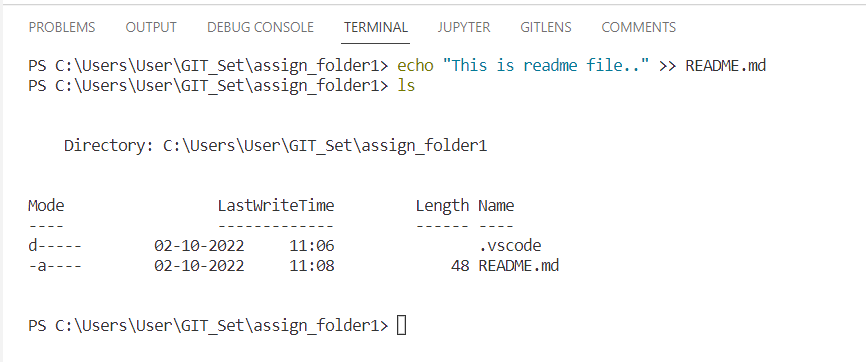 PROBLEMS OUTPUT DEBUG CONSOLE TERMINAL JUPYTER GITLENS COMMENTS
PS C:\Users\User\GIT_Set\assign_folder1> echo "This is readme file.." >> README.md
PS C:\Users\User\GIT_Set\assign_folder1> ls
    Directory: C:\Users\User\GIT_Set\assign_folder1
Mode                 LastWriteTime         Length Name
----                 -------------         ------ ----
d-----        02-10-2022     11:06                .vscode
-a----        02-10-2022     11:08             48 README.md
PS C:\Users\User\GIT_Set\assign_folder1>